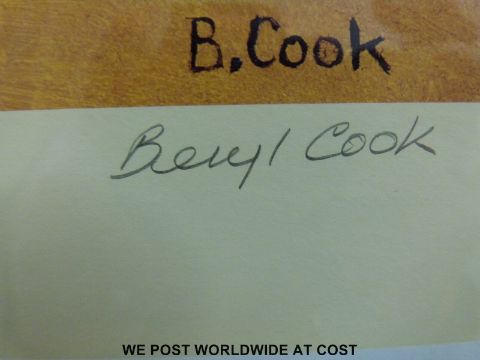 B.Cook
Beryl Cook
WE POST WORLDWIDE AT COST